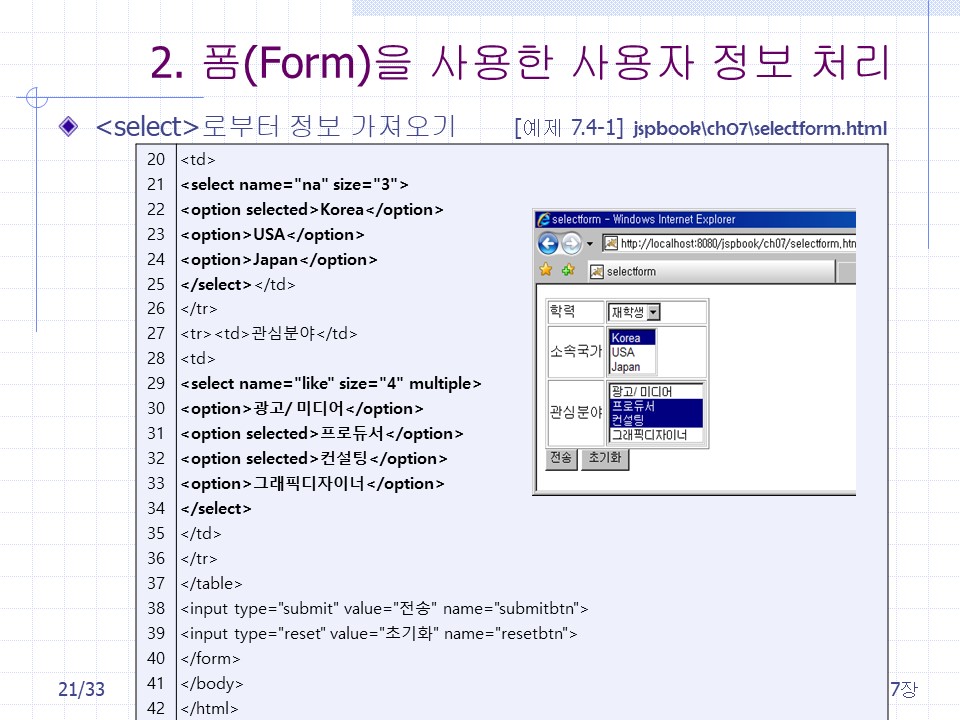 2. 폼(Form)을 사용한 사용자 정보 처리
<select>로부터 정보 가져오기 [예제 7.4-1] jspbook\ch07\selectform.html
20 <td>
21 <select name="na" size="3">
22 <option selected>Korea</option>
23 <option>USA</option>
24 <option>Japan</option>
25 </select></td>
26 </tr>
27 <tr><td>관심분야</td>
28 <td>
29 <select name="like" size="4" multiple>
30 <option>광고/ 미디어</option>
31 <option selected>프로듀서</option>
32 <option selected>컨설팅</option>
33 <option>그래픽디자이너</option>
34 </select>
35 </td>
36 </tr>
37 </table>
38 <input type="submit" value="전송" name="submitbtn">
39 <input type="reset" value="초기화" name="resetbtn">
40 </form>
41 </body>
42 </html>
selectform - Windows Internet Explorer
http://localhost:8080/jspbook/ch07/selectform,htn
selectform
학력 재학생
소속국가 Korea
USA
Japan
관심분야 광고/ 미디어
프로듀서
컨설팅
그래픽디자이너
전송 초기화
21/33 7장